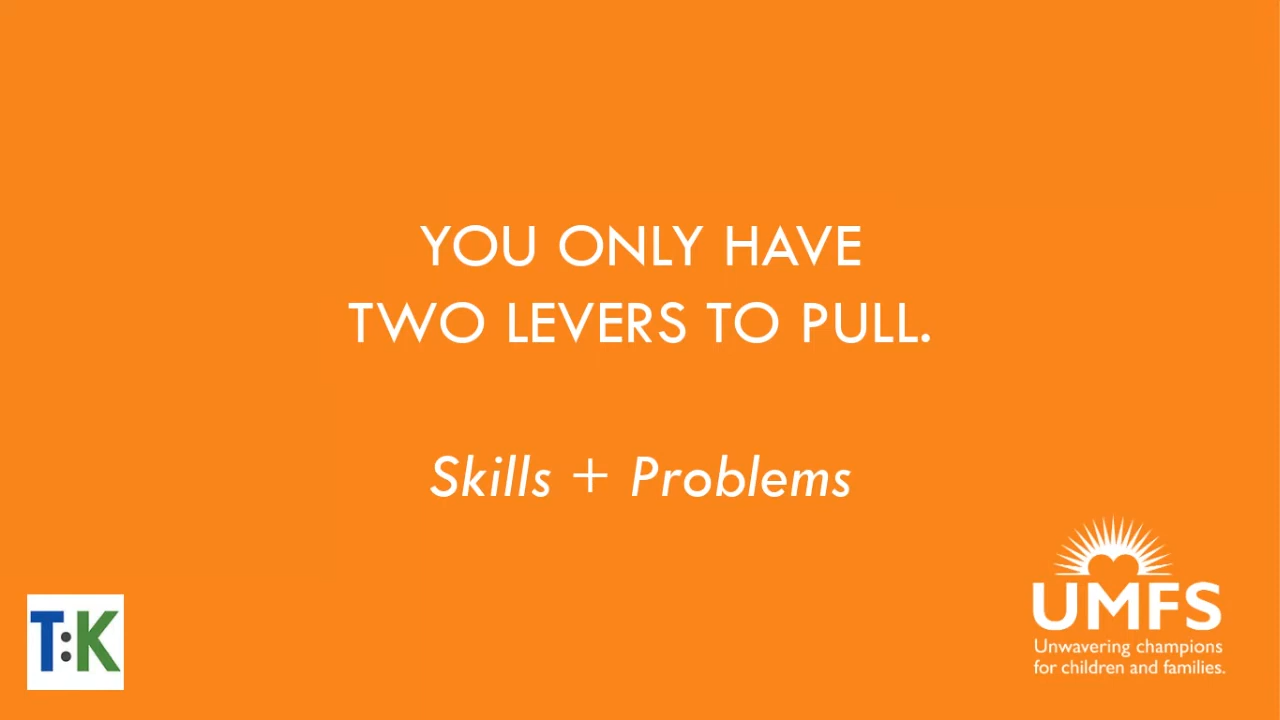 YOU ONLY HAVE
TWO LEVERS TO PULL.
Skills + Problems
T:K
UMFS
Unwavering champions
for children and families.